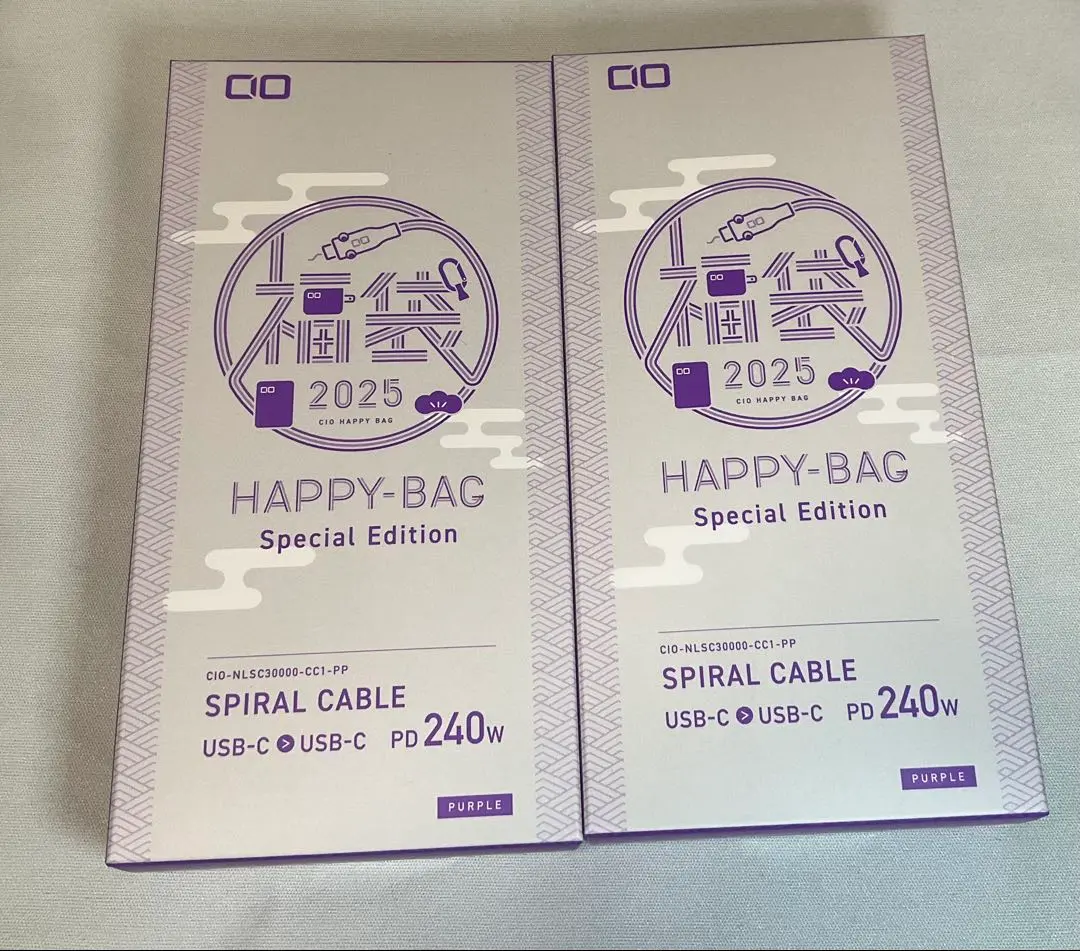 CIO
福袋
2025
CIO HAPPY BAG
HAPPY-BAG
Special Edition
CIO-NLSC30000-CC1-PP
SPIRAL CABLE
USB-C > USB-C PD 240W
PURPLE
CIO
福袋
2025
CIO HAPPY BAG
HAPPY-BAG
Special Edition
CIO-NLSC30000-CC1-PP
SPIRAL CABLE
USB-C > USB-C PD 240W
PURPLE